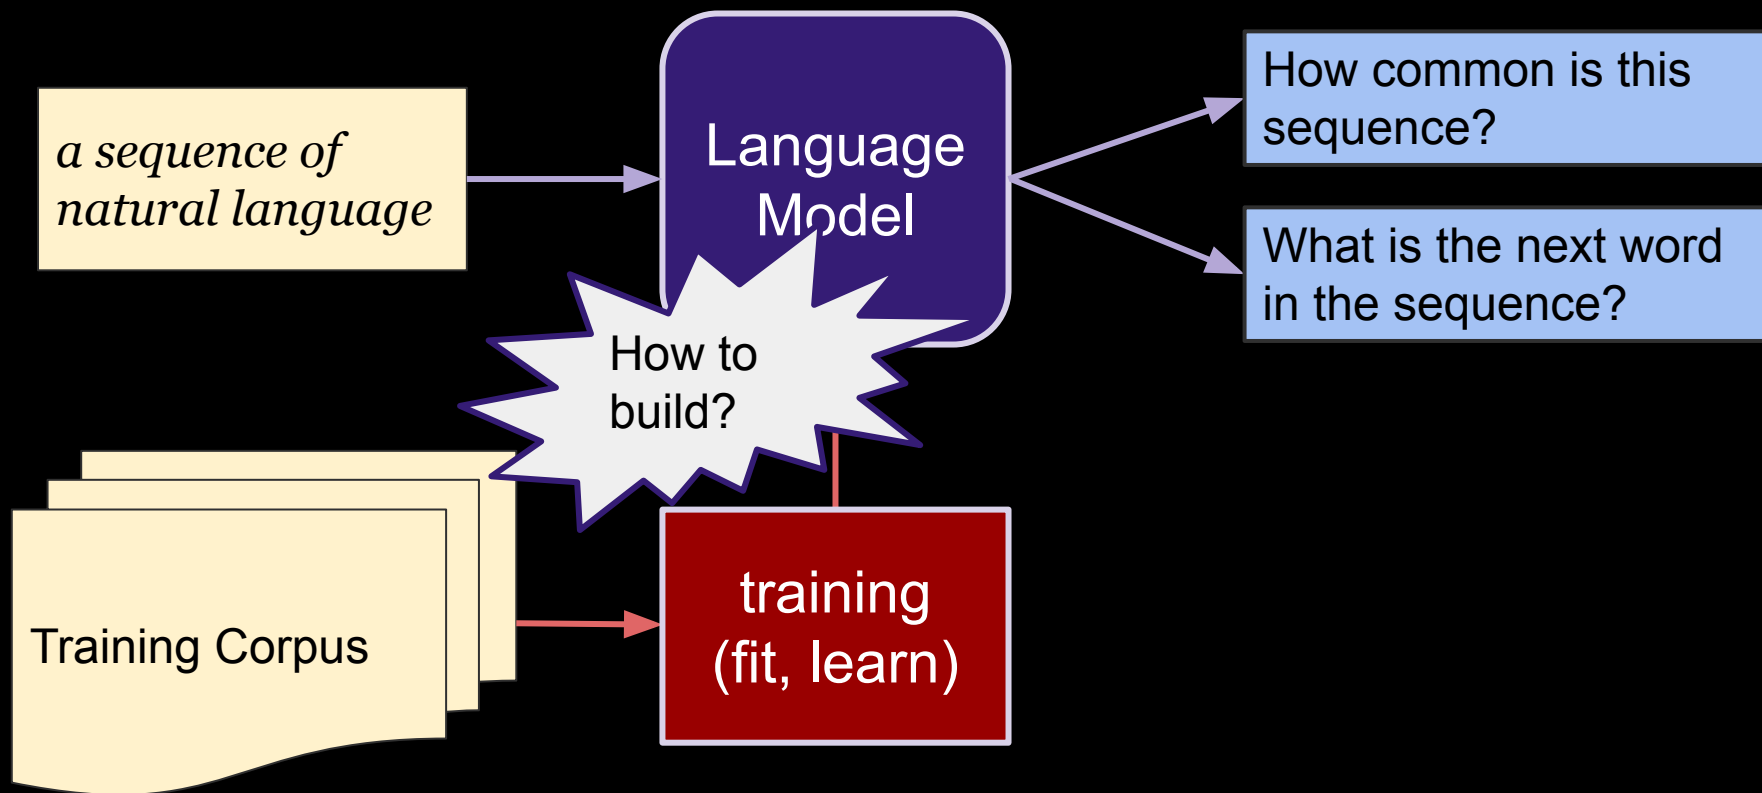 a sequence of
natural language
Language
Model
How common is this
sequence?
What is the next word
in the sequence?
How to
build?
Training Corpus
training
(fit, learn)